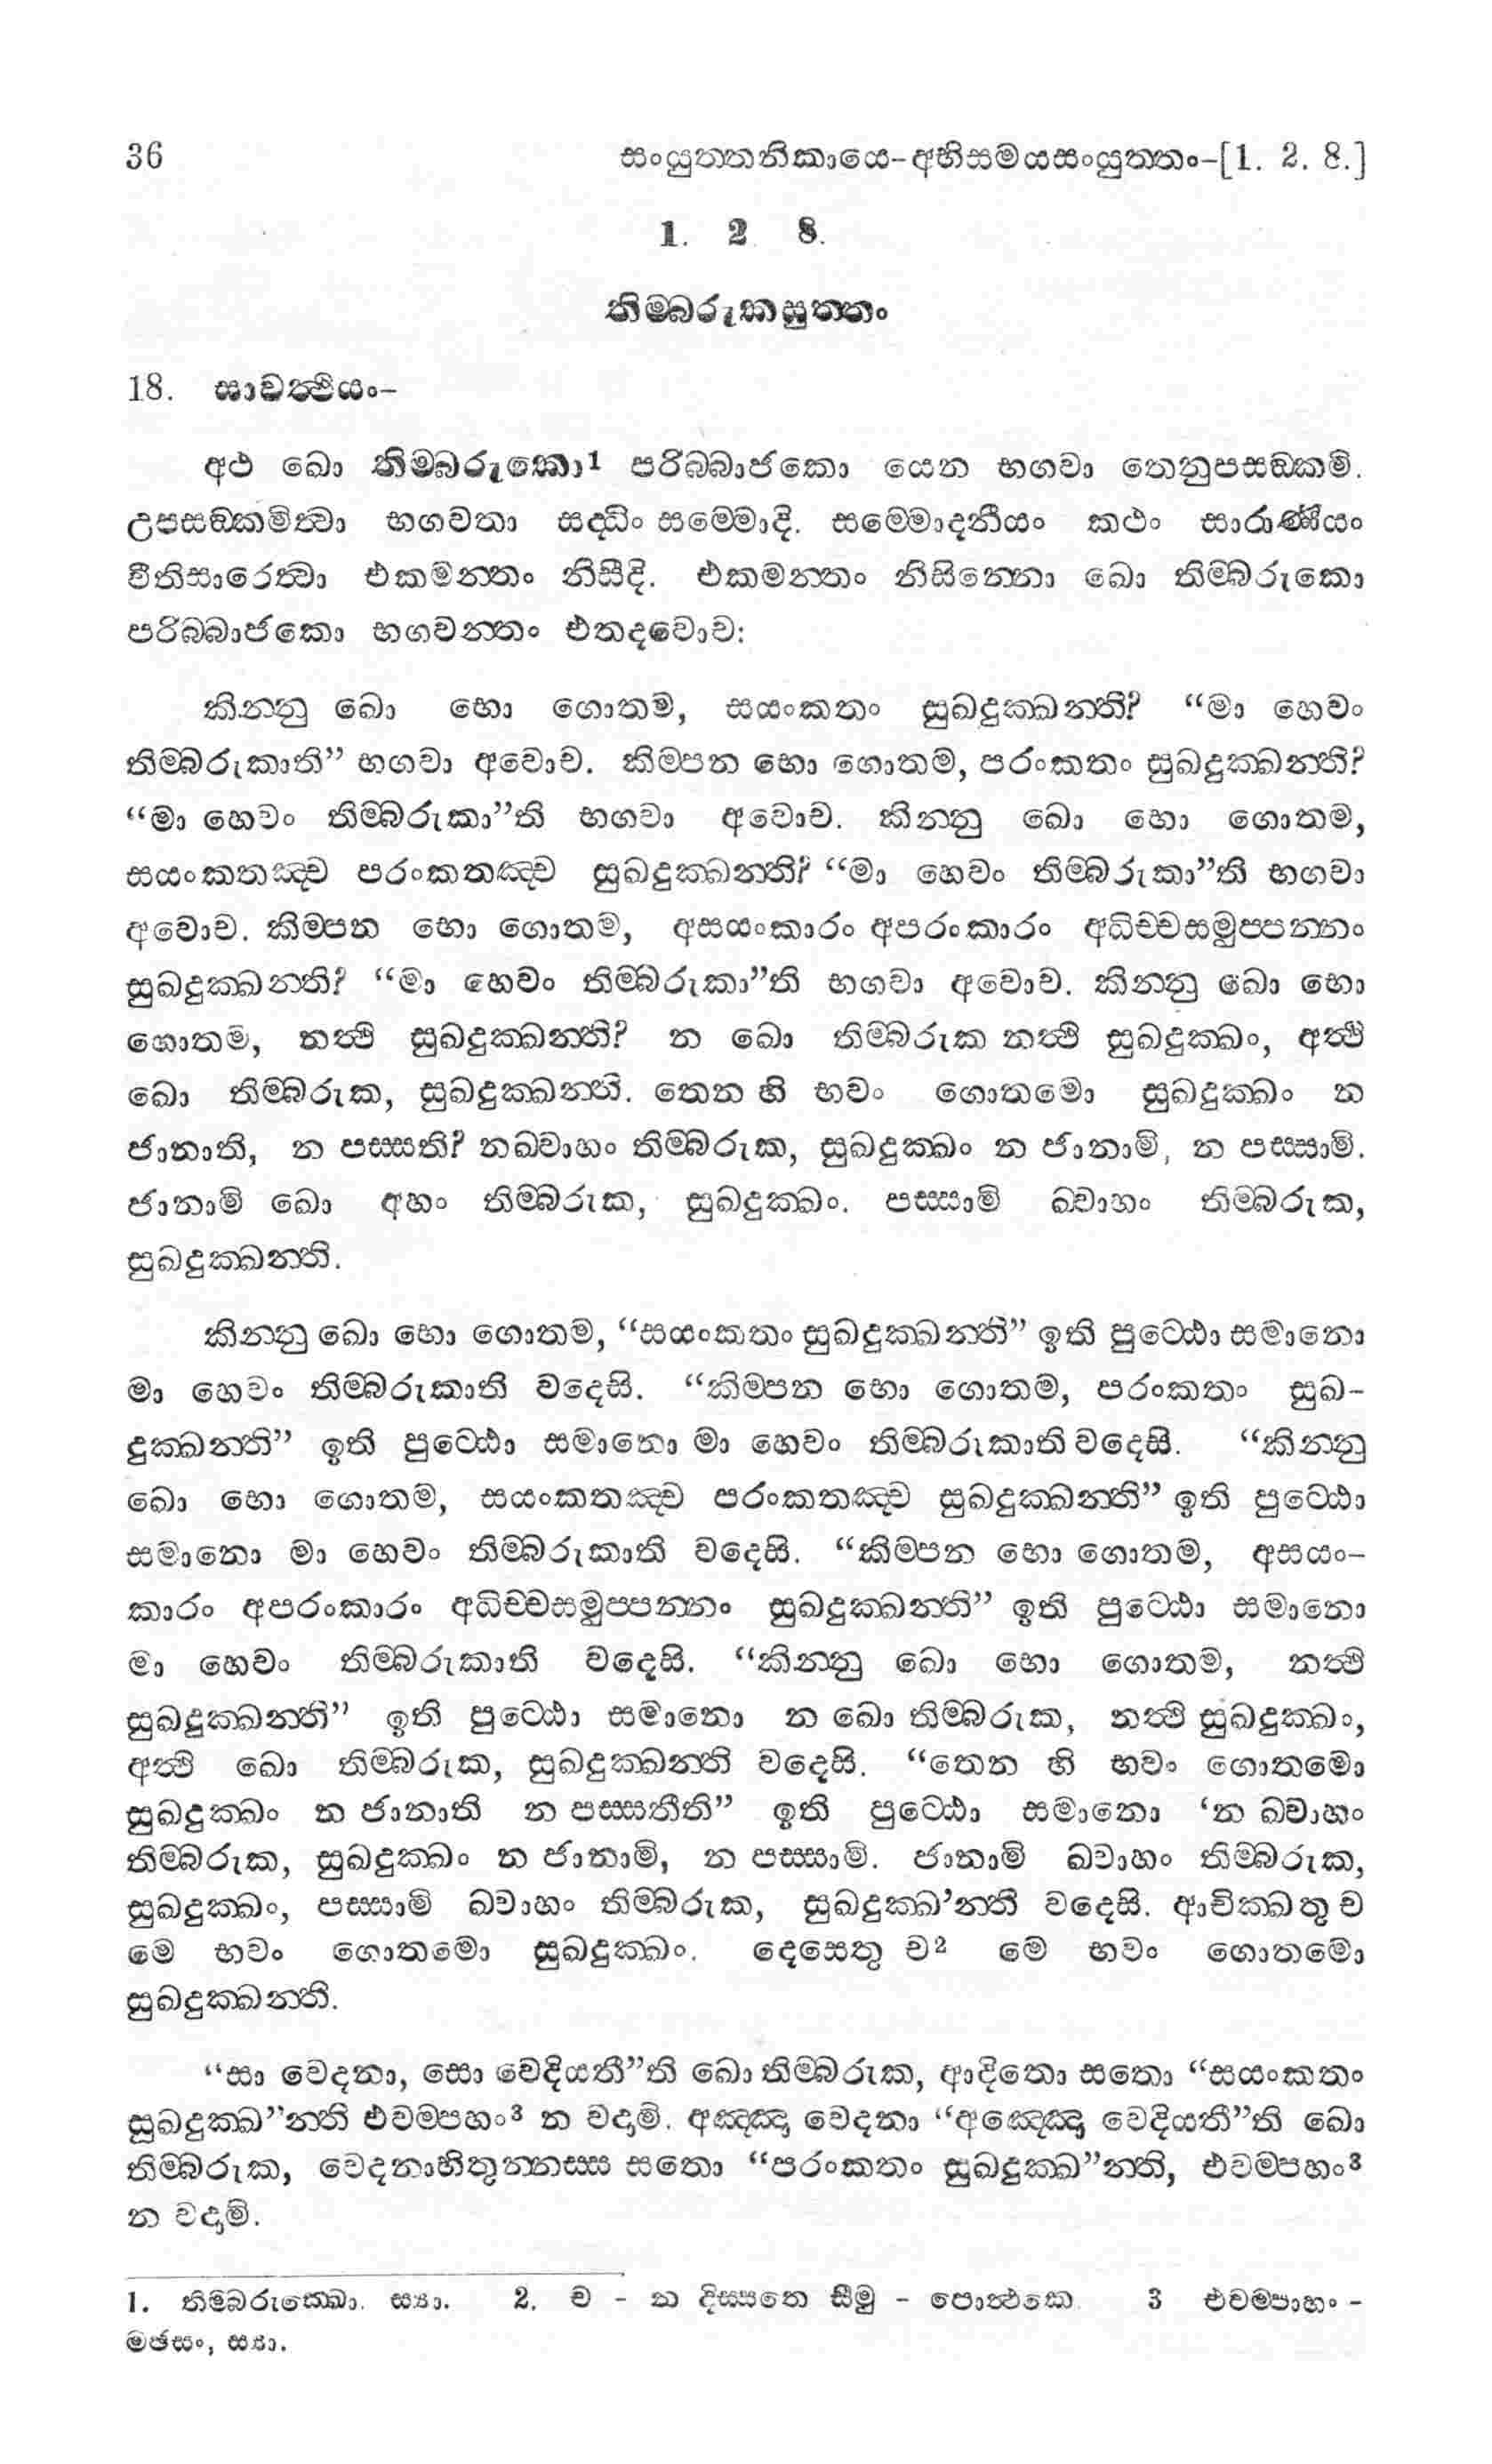 36 සංයුත්තනිකායෙ-අභිසමයසංයුත්තං-[1. 2. 8.]
1. 2. 8.
තිම්බරුකසුත්තං
18. සාවත්ථියං-
අථ ඛො තිම්බරුකො1 පරිබ්බාජකො යෙන භගවා තෙනුපසඞ්කමි.
උපසඞ්කමිත්වා භගවතා සද්ධිං සම්මොදි. සම්මොදනීයං කථං සාරාණීයං
වීතිසාරෙත්වා එකමන්තං නිසීදි. එකමන්තං නිසින්නො ඛො තිම්බරුකො
පරිබ්බාජකො භගවන්තං එතදවොච:
කින්නු ඛො භො ගොතම, සයංකතං සුඛදුක්ඛන්ති? “මා හෙවං
තිම්බරුකාති” භගවා අවොච. කිම්පන භො ගොතම, පරංකතං සුඛදුක්ඛන්ති?
“මා හෙවං තිම්බරුකා”ති භගවා අවොච. කින්නු ඛො භො ගොතම,
සයංකතඤ්ච පරංකතඤ්ච සුඛදුක්ඛන්ති? “මා හෙවං තිම්බරුකා”ති භගවා
අවොච. කිම්පන භො ගොතම, අසයංකාරං අපරංකාරං අධිච්චසමුප්පන්නං
සුඛදුක්ඛන්ති? “මා හෙවං තිම්බරුකා”ති භගවා අවොච. කින්නු ඛො භො
ගොතම, නත්ථි සුඛදුක්ඛන්ති? න ඛො තිම්බරුක නත්ථි සුඛදුක්ඛං, අත්ථි
ඛො තිම්බරුක, සුඛදුක්ඛන්ති. තෙන හි භවං ගොතමො සුඛදුක්ඛං න
ජානාති, න පස්සති? නඛ්වාහං තිම්බරුක, සුඛදුක්ඛං න ජානාමි, න පස්සාමි.
ජානාමි ඛො අහං තිම්බරුක, සුඛදුක්ඛං. පස්සාමි ඛ්වාහං තිම්බරුක,
සුඛදුක්ඛන්ති.
කින්නු ඛො භො ගොතම, “සයංකතං සුඛදුක්ඛන්ති” ඉති පුට්ඨො සමානො
මා හෙවං තිම්බරුකාති වදෙසි. “කිම්පන භො ගොතම, පරංකතං සුඛ-
දුක්ඛන්ති” ඉති පුට්ඨො සමානො මා හෙවං තිම්බරුකාති වදෙසි. “කින්නු
ඛො භො ගොතම, සයංකතඤ්ච පරංකතඤ්ච සුඛදුක්ඛන්ති” ඉති පුට්ඨො
සමානො මා හෙවං තිම්බරුකාති වදෙසි. “කිම්පන භො ගොතම, අසයං-
කාරං අපරංකාරං අධිච්චසමුප්පන්නං සුඛදුක්ඛන්ති” ඉති පුට්ඨො සමානො
මා හෙවං තිම්බරුකාති වදෙසි. “කින්නු ඛො භො ගොතම, නත්ථි
සුඛදුක්ඛන්ති” ඉති පුට්ඨො සමානො න ඛො තිම්බරුක, නත්ථි සුඛදුක්ඛං,
අත්ථි ඛො තිම්බරුක, සුඛදුක්ඛන්ති වදෙසි. “තෙන හි භවං ගොතමො
සුඛදුක්ඛං න ජානාති න පස්සතීති” ඉති පුට්ඨො සමානො ‘න ඛ්වාහං
තිම්බරුක, සුඛදුක්ඛං න ජානාමි, න පස්සාමි. ජානාමි ඛ්වාහං තිම්බරුක,
සුඛදුක්ඛං, පස්සාමි ඛ්වාහං තිම්බරුක, සුඛදුක්ඛ’න්ති වදෙසි. ආචික්ඛතු ච
මෙ භවං ගොතමො සුඛදුක්ඛං. දෙසෙතු ච2 මෙ භවං ගොතමො
සුඛදුක්ඛන්ති.
“සා වෙදනා, සො වෙදියතී”ති ඛො තිම්බරුක, ආදිතො සතො “සයංකතං
සුඛදුක්ඛ”න්ති එවම්පහං3 න වදාමි. අඤ්ඤා වෙදනා “අඤ්ඤො වෙදියතී”ති ඛො
තිම්බරුක, වෙදනාභිතුන්නස්ස සතො “පරංකතං සුඛදුක්ඛ”න්ති, එවම්පහං3
න වදාමි.
1. තිම්බරුක්ඛො. ස්‍යා. 2. ච - න දිස්සතෙ සීමු - පොත්ථකෙ 3 එවම්පාහං -
මඡසං, ස්‍යා.